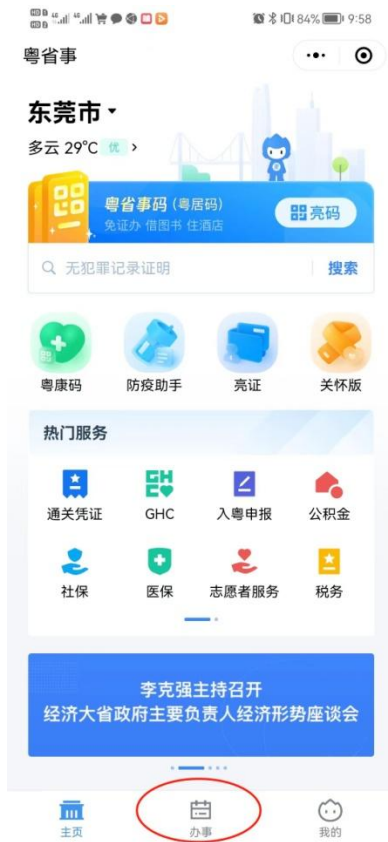 84% 9:58
粤省事
东莞市
多云 29°C 优
粤省事码 (粤居码)
免证办 借图书 住酒店
亮码
无犯罪记录证明 搜索
粤康码 防疫助手 亮证 关怀版
热门服务
通关凭证 GHC 入粤申报 公积金
社保 医保 志愿者服务 税务
李克强主持召开
经济大省政府主要负责人经济形势座谈会
主页 办事 我的